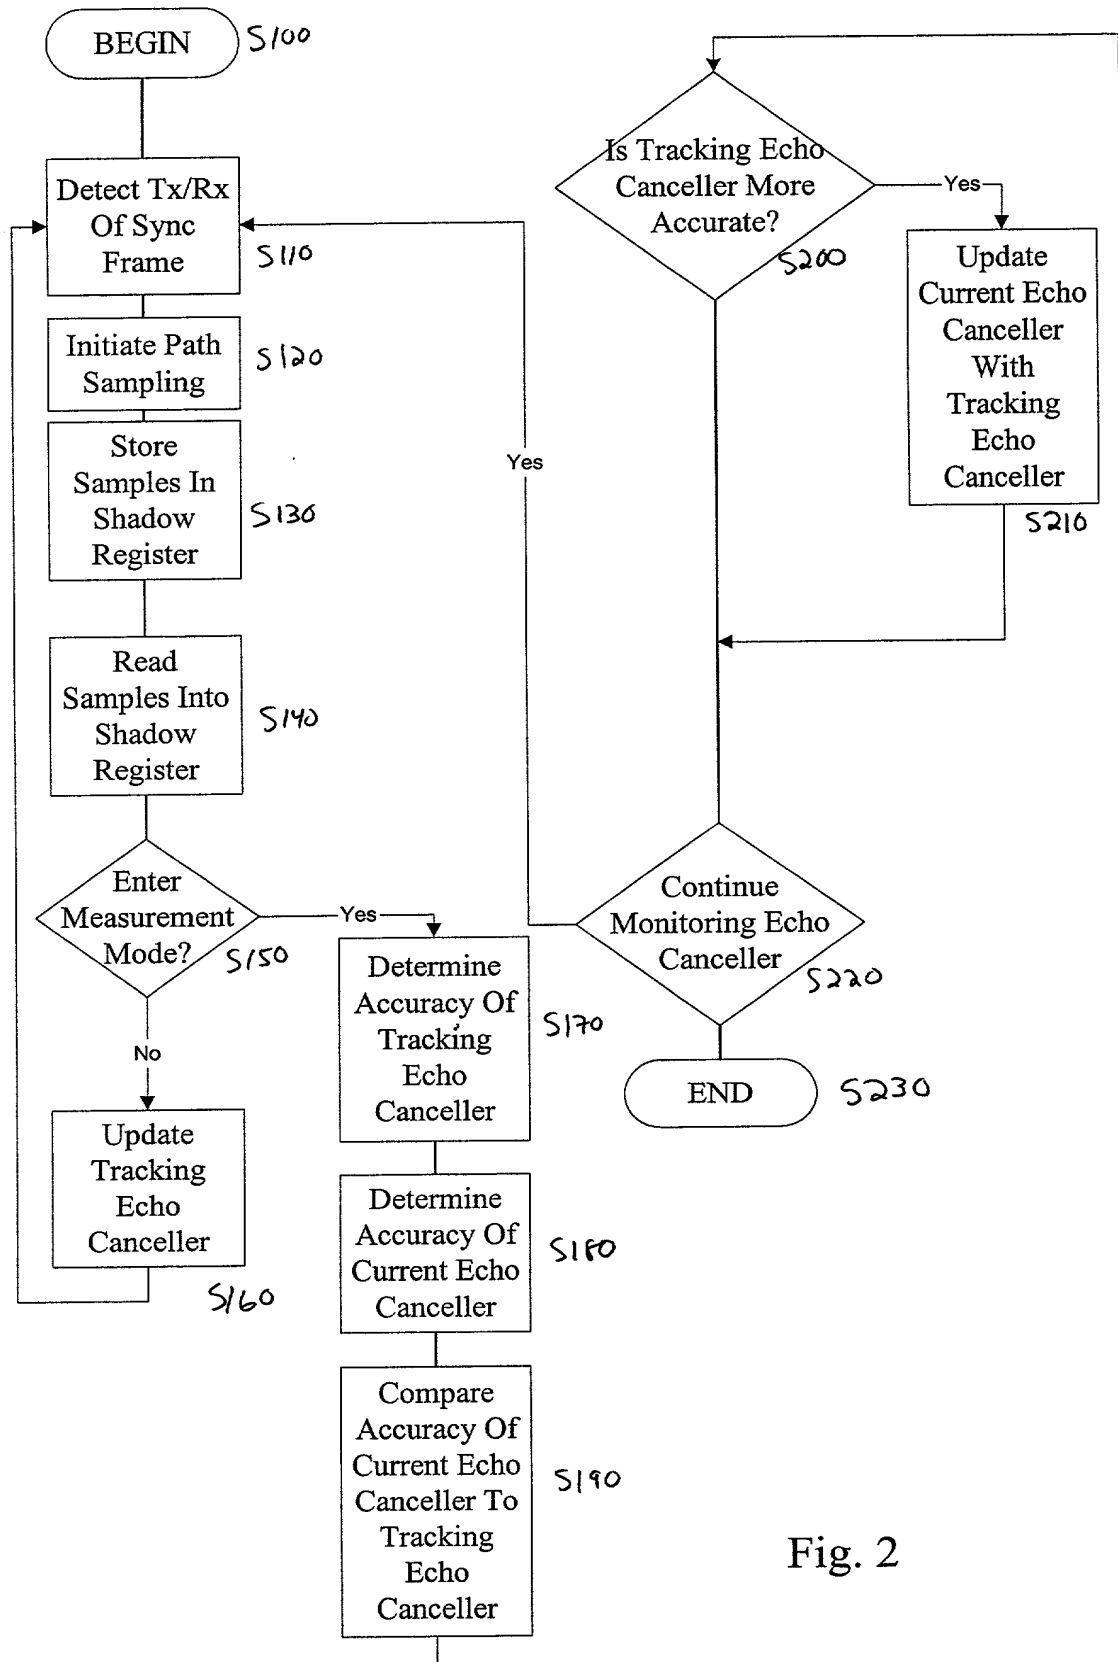 BEGIN
S100
Detect Tx/Rx
Of Sync
Frame
S110
Initiate Path
Sampling
S120
Store
Samples In
Shadow
Register
S130
Read
Samples Into
Shadow
Register
S140
Enter
Measurement
Mode?
S150
Yes
No
Update
Tracking
Echo
Canceller
S160
Determine
Accuracy Of
Tracking
Echo
Canceller
S170
Determine
Accuracy Of
Current Echo
Canceller
S180
Compare
Accuracy Of
Current Echo
Canceller To
Tracking
Echo
Canceller
S190
Is Tracking Echo
Canceller More
Accurate?
S200
Yes
Update
Current Echo
Canceller
With
Tracking
Echo
Canceller
S210
Yes
Continue
Monitoring Echo
Canceller
S220
END
S230
Fig. 2